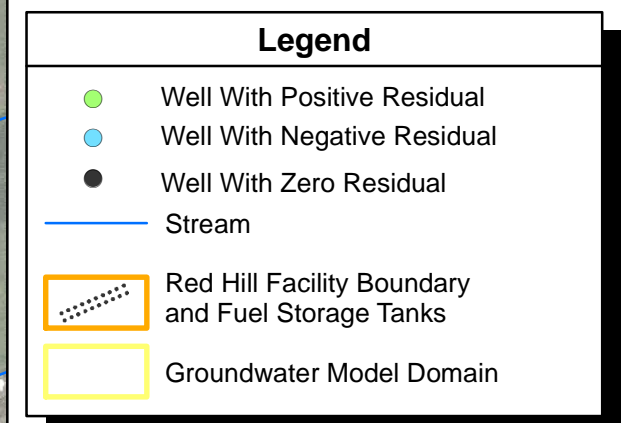 Legend
Well With Positive Residual
Well With Negative Residual
Well With Zero Residual
Stream
Red Hill Facility Boundary
and Fuel Storage Tanks
Groundwater Model Domain